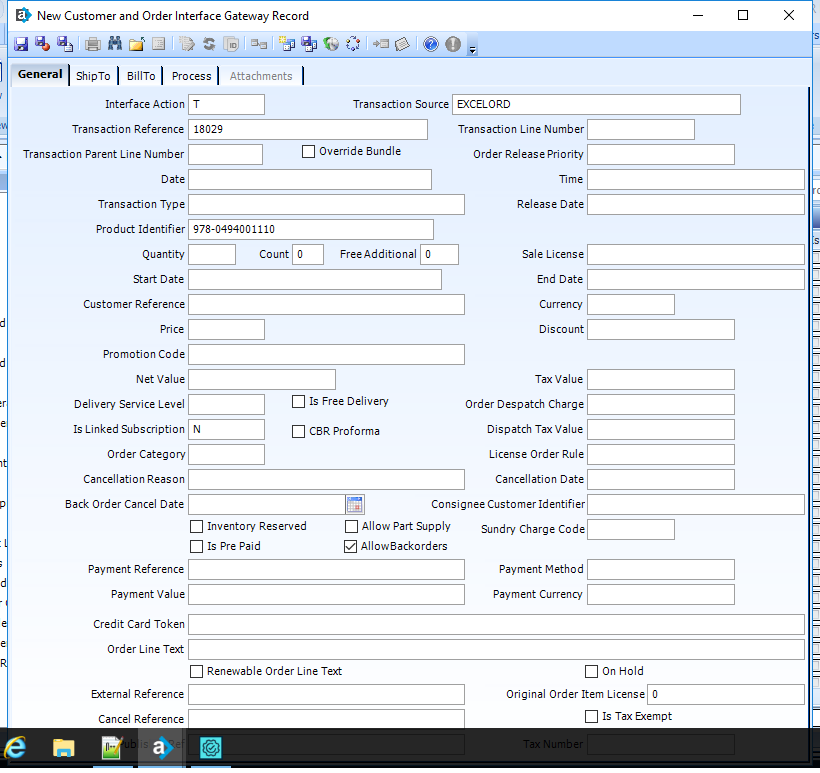 New Customer and Order Interface Gateway Record
General ShipTo BillTo Process Attachments
Interface Action T Transaction Source EXCELORD
Transaction Reference 18029 Transaction Line Number
Transaction Parent Line Number Override Bundle Order Release Priority
Date Time
Transaction Type Release Date
Product Identifier 978-0494001110
Quantity Count 0 Free Additional 0 Sale License
Start Date End Date
Customer Reference Currency
Price Discount
Promotion Code
Net Value Tax Value
Delivery Service Level Is Free Delivery Order Despatch Charge
Is Linked Subscription N CBR Proforma Dispatch Tax Value
Order Category License Order Rule
Cancellation Reason Cancellation Date
Back Order Cancel Date Consignee Customer Identifier
Inventory Reserved Allow Part Supply Sundry Charge Code
Is Pre Paid AllowBackorders
Payment Reference Payment Method
Payment Value Payment Currency
Credit Card Token
Order Line Text
Renewable Order Line Text On Hold
External Reference Original Order Item License 0
Cancel Reference Is Tax Exempt
Tax Number